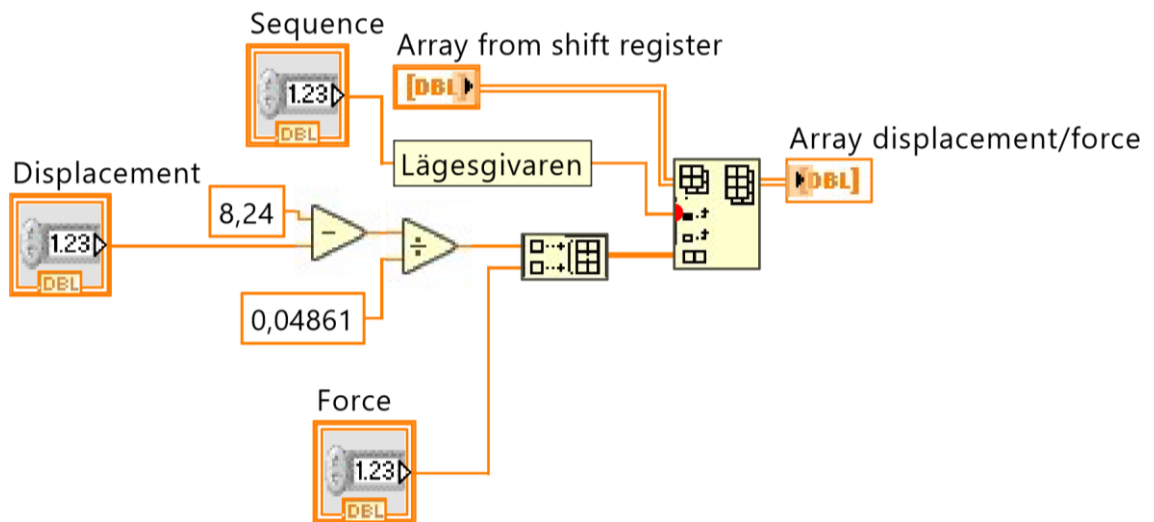 Sequence
Array from shift register
1.23
DBL
[DBL]
Array displacement/force
Lägesgivaren
[DBL]
Displacement
8,24
1.23
DBL
0,04861
Force
1.23
DBL